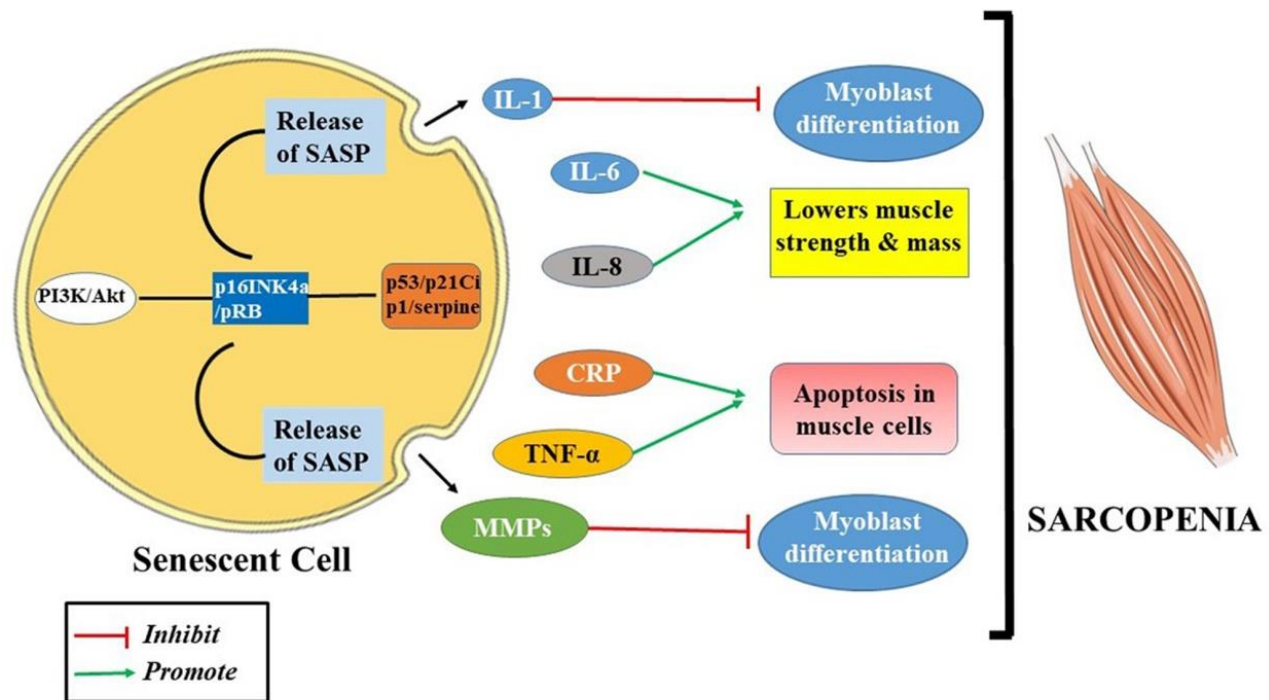 Release
of SASP
IL-1
Myoblast
differentiation
IL-6
Lowers muscle
strength & mass
IL-8
PI3K/Akt
p16INK4a
/pRB
p53/p21Ci
p1/serpine
CRP
Apoptosis in
muscle cells
TNF-α
Release
of SASP
MMPs
Myoblast
differentiation
SARCOPENIA
Senescent Cell
Inhibit
Promote